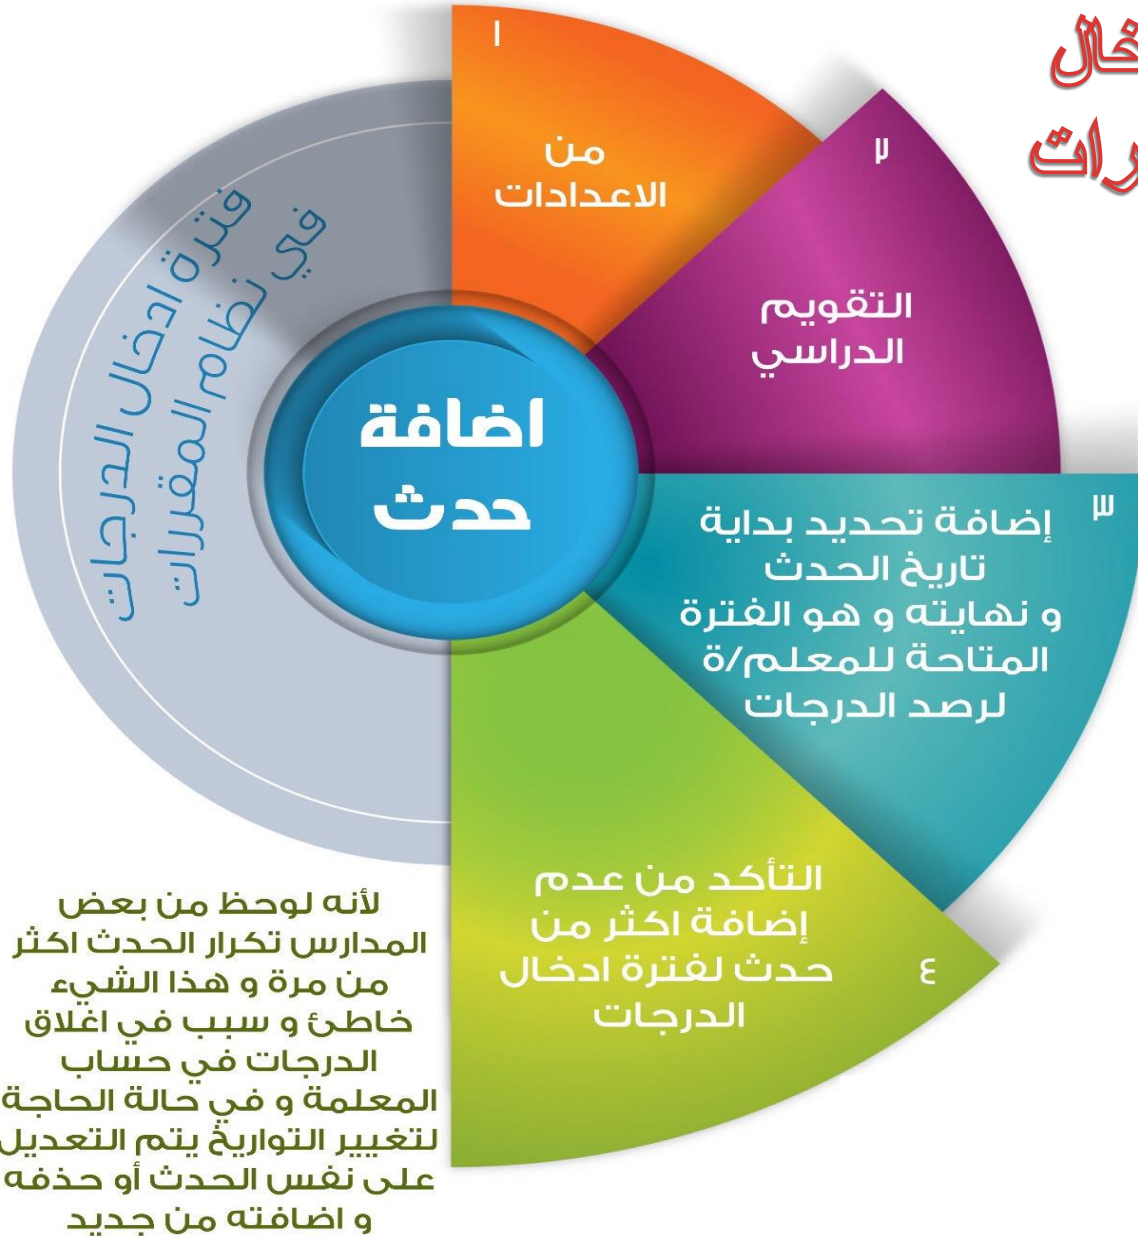 خال
رات
١
من
الاعدادات
٢
التقويم
الدراسي
٣
إضافة تحديد بداية
تاريخ الحدث
و نهايته و هو الفترة
المتاحة للمعلم/ة
لرصد الدرجات
٤
التأكد من عدم
إضافة اكثر من
حدث لفترة ادخال
الدرجات
اضافة
حدث
فترة ادخال الدرجات
في نظام المقررات
لأنه لوحظ من بعض
المدارس تكرار الحدث اكثر
من مرة و هذا الشيء
خاطئ و سبب في اغلاق
الدرجات في حساب
المعلمة و في حالة الحاجة
لتغيير التواريخ يتم التعديل
على نفس الحدث أو حذفه
و اضافته من جديد